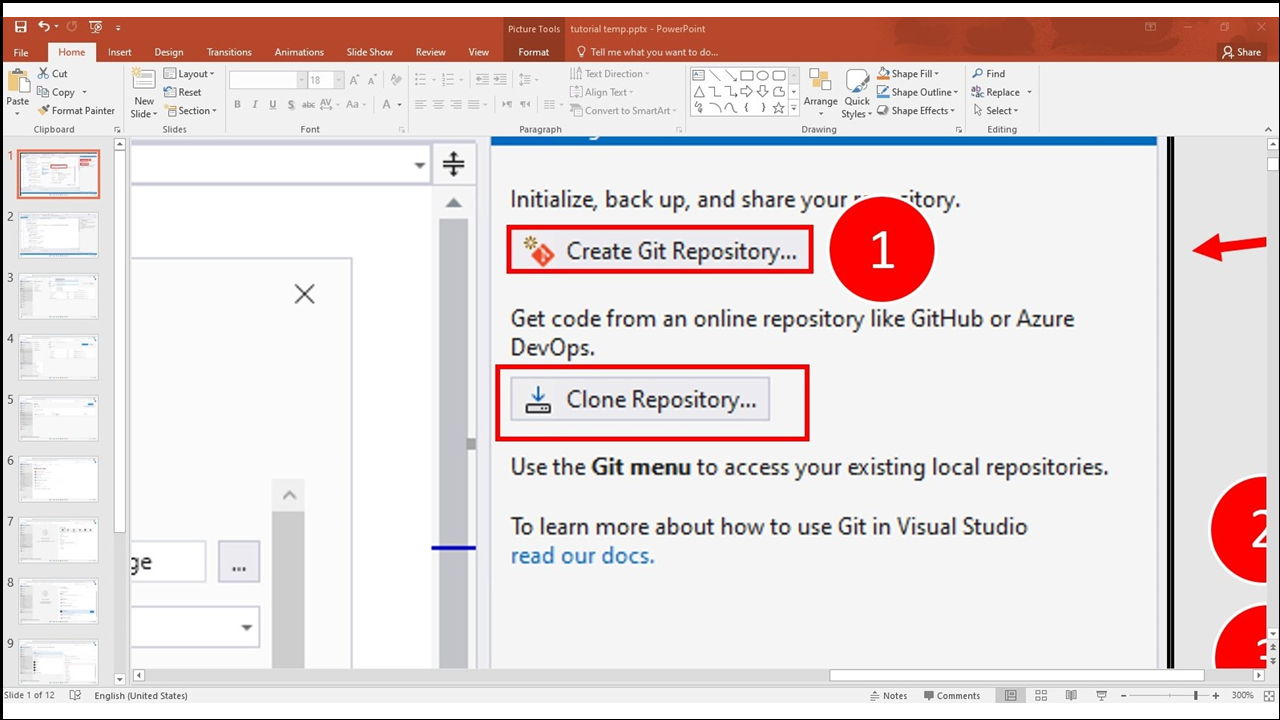 Picture Tools tutorial temp.pptx - PowerPoint
File Home Insert Design Transitions Animations Slide Show Review View Format Tell me what you want to do... Share
Paste
Cut
Copy
Format Painter
Clipboard
New
Slide
Layout
Reset
Section
Slides
18
B I U S abc AV Aa A
Font
Text Direction
Align Text
Convert to SmartArt
Paragraph
Arrange
Quick
Styles
Shape Fill
Shape Outline
Shape Effects
Drawing
Find
Replace
Select
Editing
1
2
3
4
5
6
7
8
9
ge
...
Initialize, back up, and share your
Create Git Repository...
1
Get code from an online repository like GitHub or Azure
DevOps.
Clone Repository...
Use the Git menu to access your existing local repositories.
To learn more about how to use Git in Visual Studio
read our docs.
2
Slide 1 of 12 English (United States) Notes Comments 300%